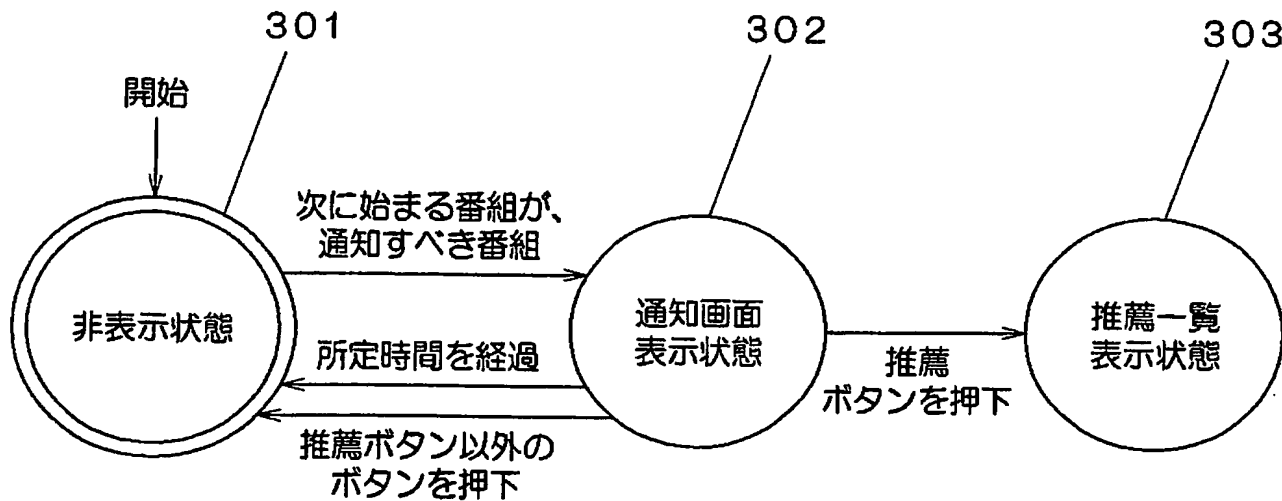 301
302
303
開始
次に始まる番組が、
通知すべき番組
非表示状態
通知画面
表示状態
推薦一覧
表示状態
所定時間を経過
推薦
ボタンを押下
推薦ボタン以外の
ボタンを押下